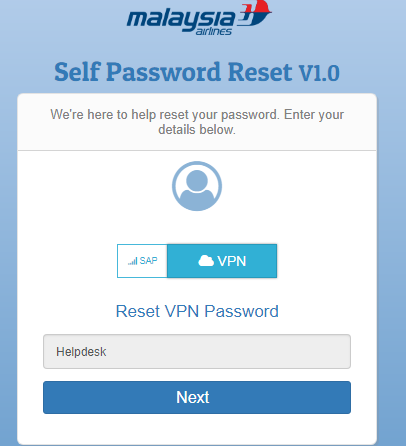 malaysia
airlines
Self Password Reset V1.0
We're here to help reset your password. Enter your
details below.
SAP
VPN
Reset VPN Password
Helpdesk
Next